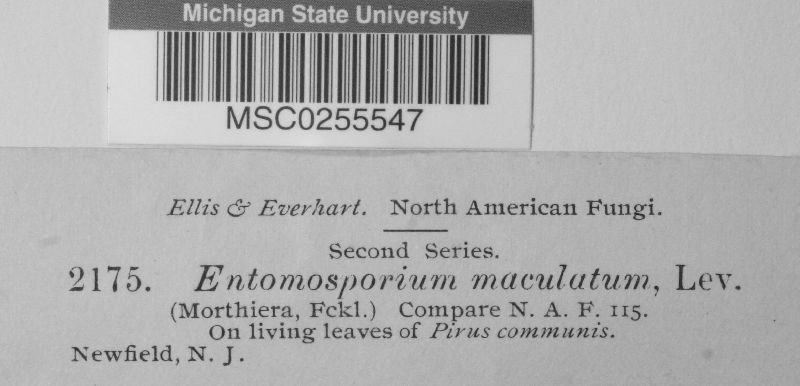 Michigan State University
MSC0255547
Ellis & Everhart. North American Fungi.
Second Series.
2175. Entomosporium maculatum, Lev.
(Morthiera, Fckl.) Compare N. A. F. 115.
On living leaves of Pirus communis.
Newfield, N. J.